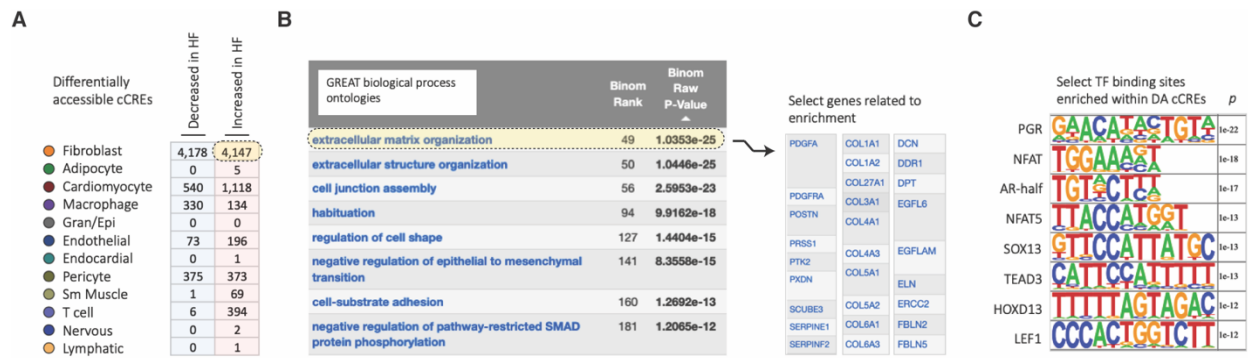 A
Differentially
accessible cCREs
Decreased in HF
Increased in HF
Fibroblast 4,178 4,147
Adipocyte 0 5
Cardiomyocyte 540 1,118
Macrophage 330 134
Gran/Epi 0 0
Endothelial 73 196
Endocardial 0 1
Pericyte 375 373
Sm Muscle 1 69
T cell 6 394
Nervous 0 2
Lymphatic 0 1
B
GREAT biological process
ontologies
Binom
Rank
Binom
Raw
P-Value
extracellular matrix organization 49 1.0353e-25
extracellular structure organization 50 1.0446e-25
cell junction assembly 56 2.5953e-23
habituation 94 9.9162e-18
regulation of cell shape 127 1.4404e-15
negative regulation of epithelial to mesenchymal
transition 141 8.3558e-15
cell-substrate adhesion 160 1.2692e-13
negative regulation of pathway-restricted SMAD
protein phosphorylation 181 1.2065e-12
Select genes related to
enrichment
PDGFA
PDGFRA
POSTN
PRSS1
PTK2
PXDN
SCUBE3
SERPINE1
SERPINF2
COL1A1
COL1A2
COL27A1
COL3A1
COL4A1
COL4A3
COL5A1
COL5A2
COL6A1
COL6A3
DCN
DDR1
DPT
EGFL6
EGFLAM
ELN
ERCC2
FBLN2
FBLN5
C
Select TF binding sites
enriched within DA cCREs
p
PGR GAACATACTGTA 1e-22
NFAT TGGAAAGT 1e-18
AR-half TGTGCTCG 1e-17
NFAT5 TTACCATGGT 1e-13
SOX13 GTTCCATTATGC 1e-13
TEAD3 CATTCCATTTTT 1e-13
HOXD13 TTTTTAGTAGAC 1e-12
LEF1 CCCACTGGTCTT 1e-12